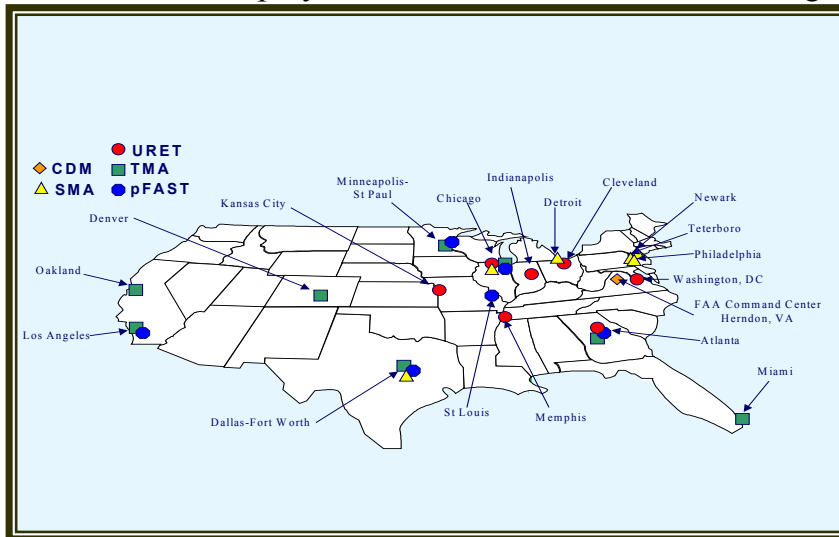 URET
CDM TMA
SMA pFAST
Minneapolis-
St Paul
Indianapolis
Cleveland
Kansas City
Chicago
Detroit
Newark
Denver
Teterboro
Philadelphia
Oakland
Washington, DC
FAA Command Center
Herndon, VA
Los Angeles
Atlanta
Miami
Dallas-Fort Worth
St Louis
Memphis